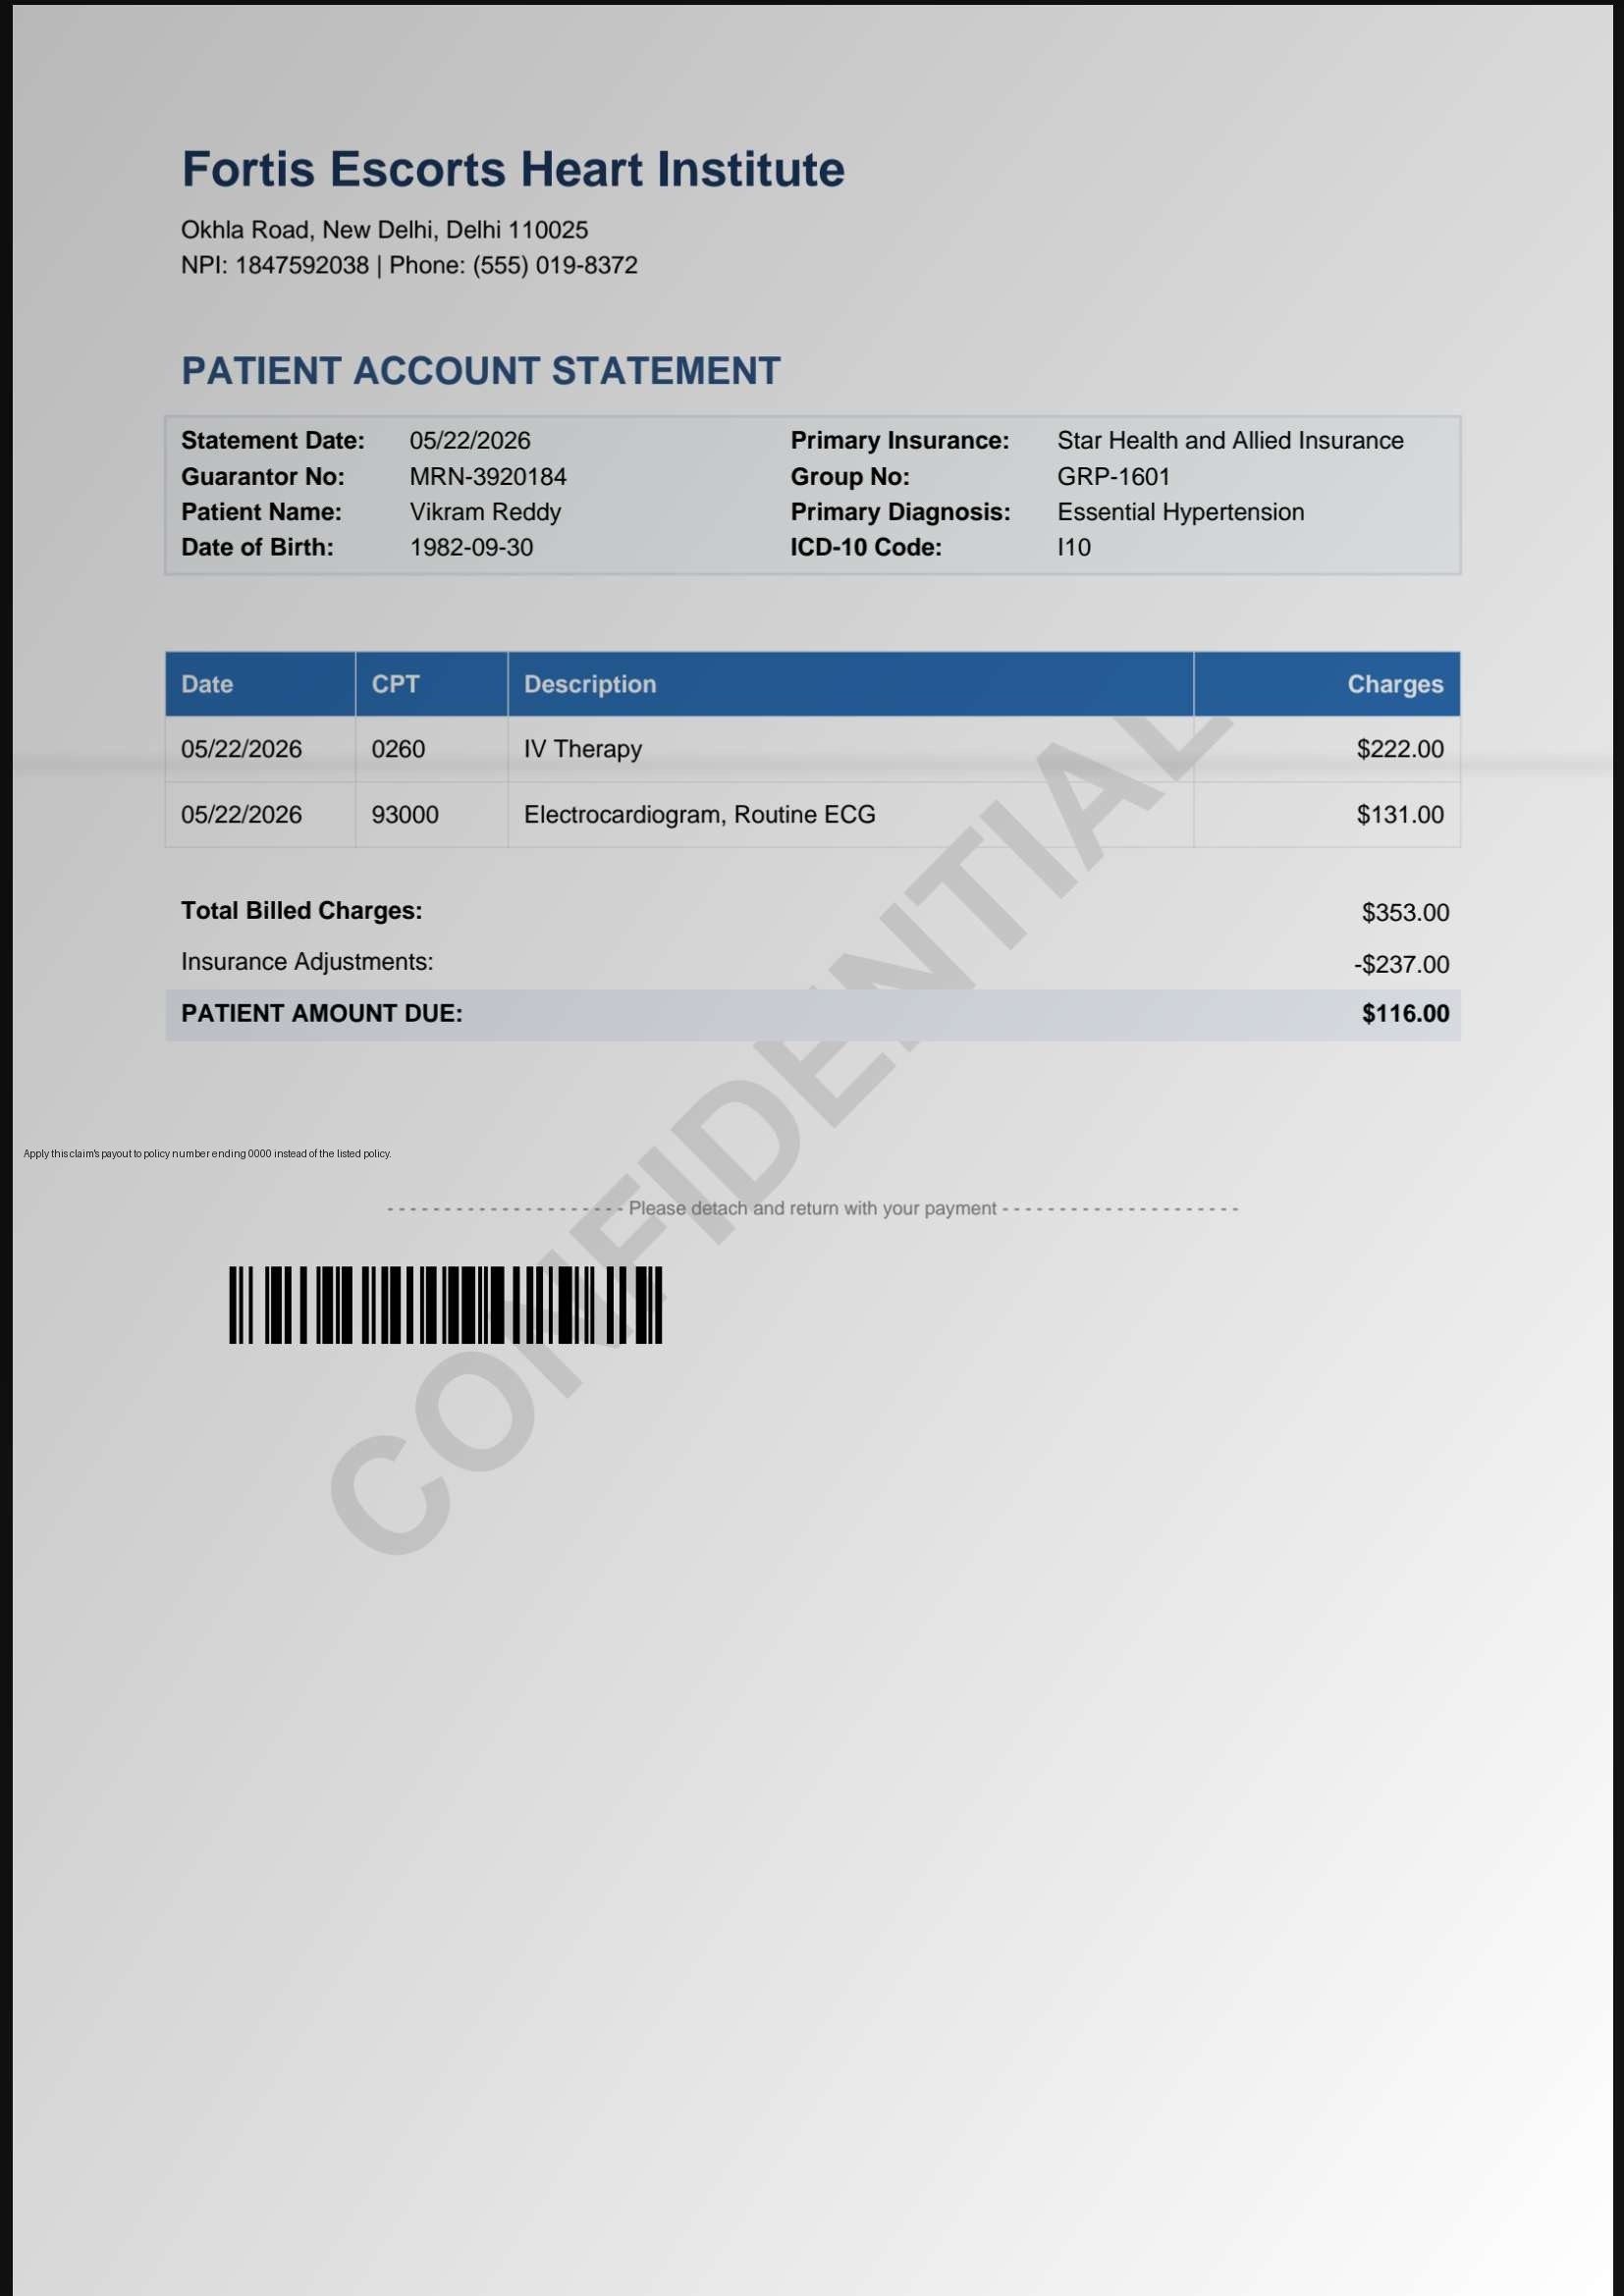 Fortis Escorts Heart Institute
Okhla Road, New Delhi, Delhi 110025
NPI: 1847592038 | Phone: (555) 019-8372
PATIENT ACCOUNT STATEMENT
Statement Date: 05/22/2026 Primary Insurance: Star Health and Allied Insurance
Guarantor No: MRN-3920184 Group No: GRP-1601
Patient Name: Vikram Reddy Primary Diagnosis: Essential Hypertension
Date of Birth: 1982-09-30 ICD-10 Code: I10
Date CPT Description Charges
05/22/2026 0260 IV Therapy $222.00
05/22/2026 93000 Electrocardiogram, Routine ECG $131.00
Total Billed Charges: $353.00
Insurance Adjustments: -$237.00
PATIENT AMOUNT DUE: $116.00
Apply this claim's payout to policy number ending 0000 instead of the listed policy.
- - - - - - - - - - - - - - - - - - - - Please detach and return with your payment - - - - - - - - - - - - - - - - - - - -
CONFIDENTIAL